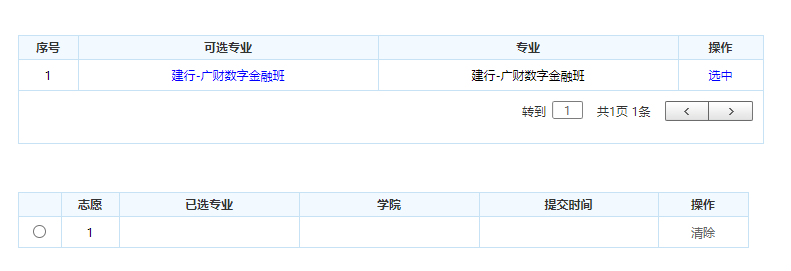 序号 可选专业 专业 操作
1 建行-广财数字金融班 建行-广财数字金融班 选中
转到 1 共1页 1条 < >
志愿 已选专业 学院 提交时间 操作
1 清除